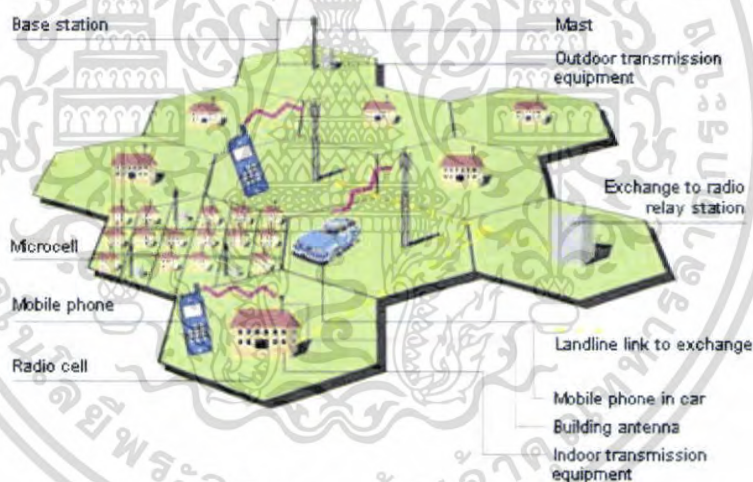 Base station
Mast
Outdoor transmission
equipment
Exchange to radio
relay station
Microcell
Mobile phone
Radio cell
Landline link to exchange
Mobile phone in car
Building antenna
Indoor transmission
equipment